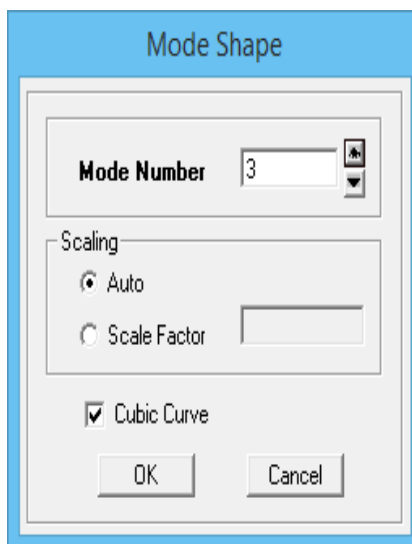 Mode Shape
Mode Number 3
Scaling
Auto
Scale Factor
Cubic Curve
OK Cancel